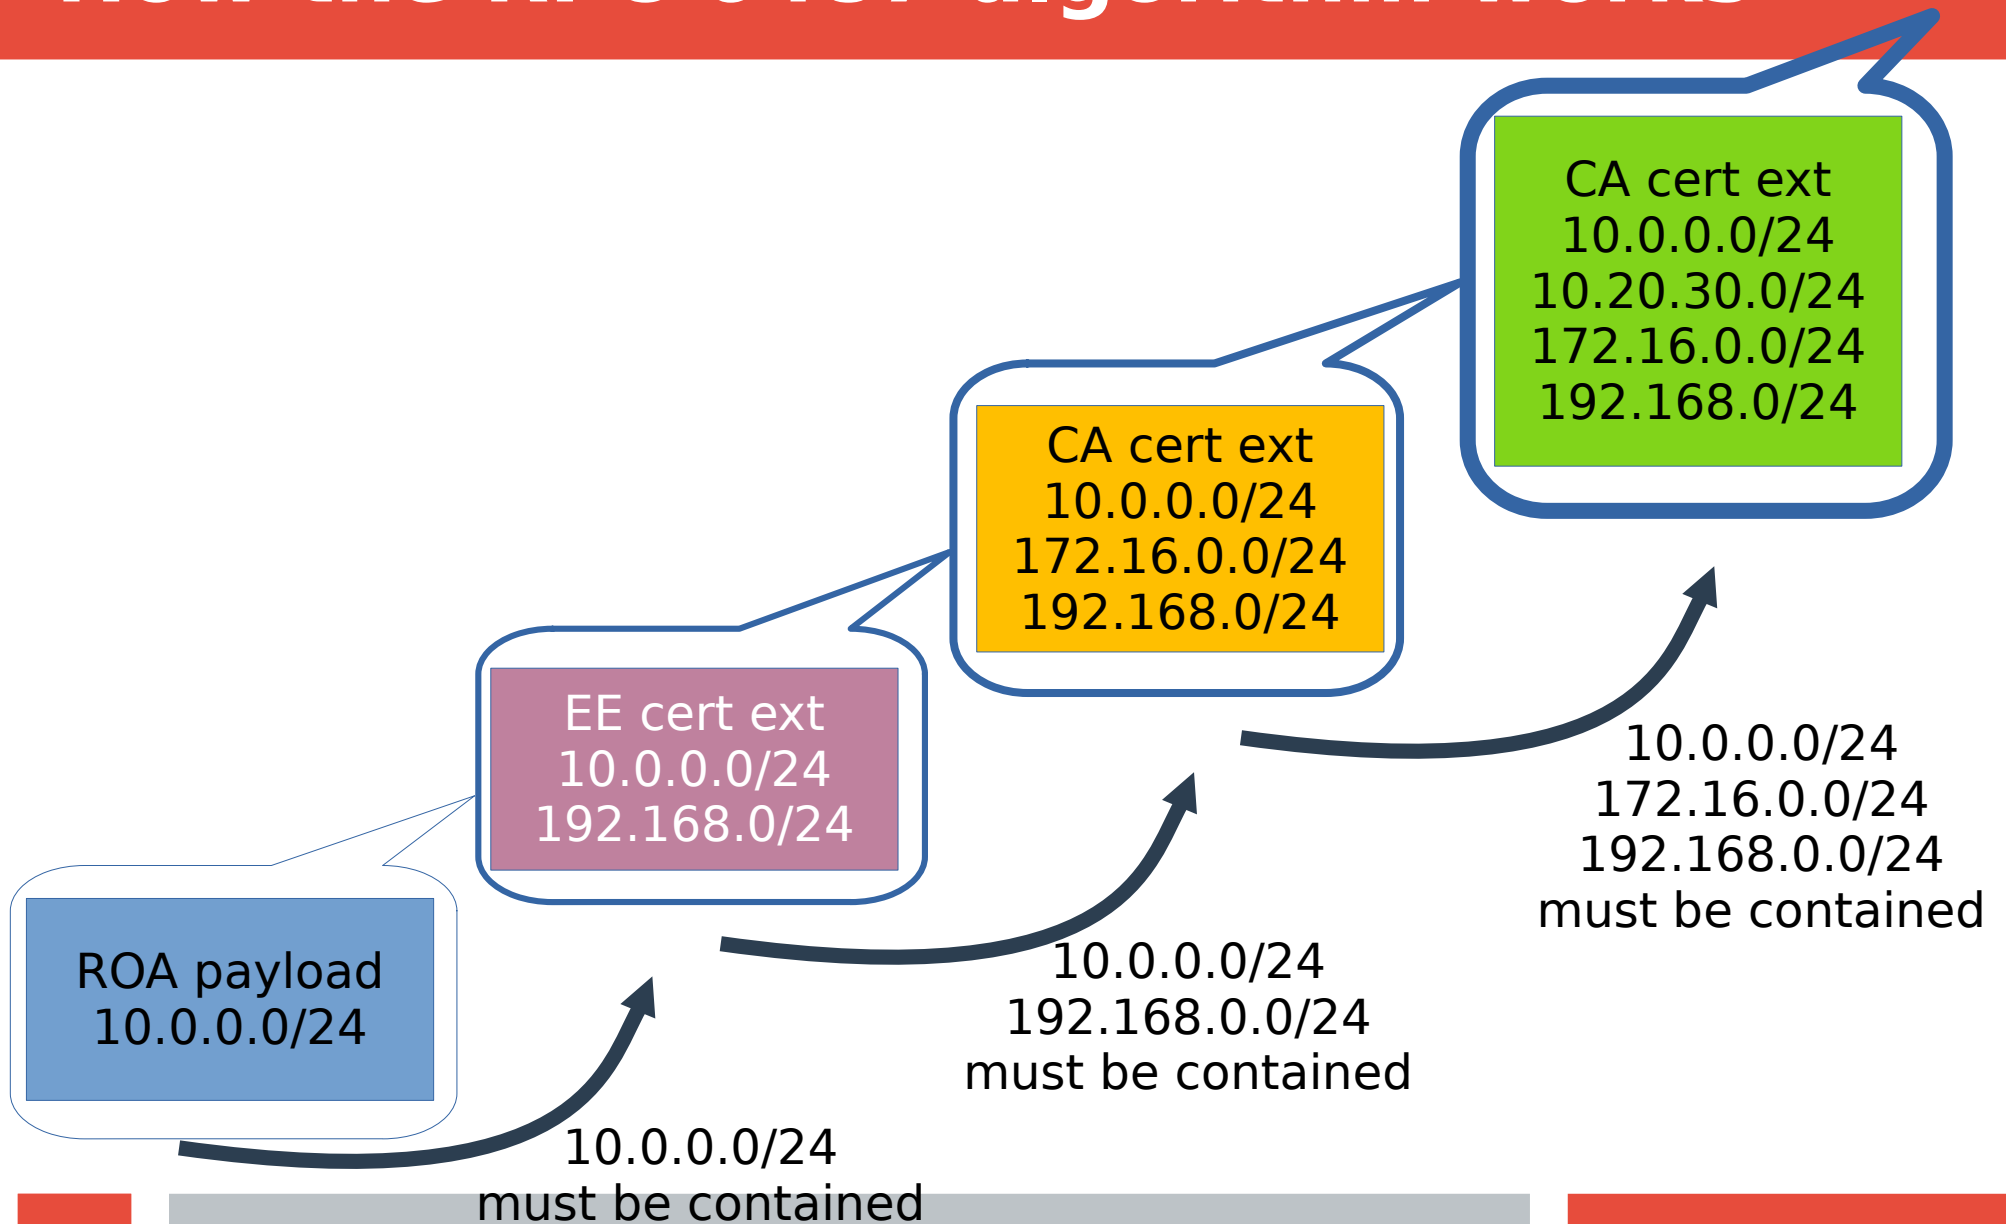 How the RFC algorithm works
CA cert ext
10.0.0.0/24
10.20.30.0/24
172.16.0.0/24
192.168.0/24
CA cert ext
10.0.0.0/24
172.16.0.0/24
192.168.0/24
EE cert ext
10.0.0.0/24
192.168.0/24
ROA payload
10.0.0.0/24
10.0.0.0/24
172.16.0.0/24
192.168.0.0/24
must be contained
10.0.0.0/24
192.168.0.0/24
must be contained
10.0.0.0/24
must be contained